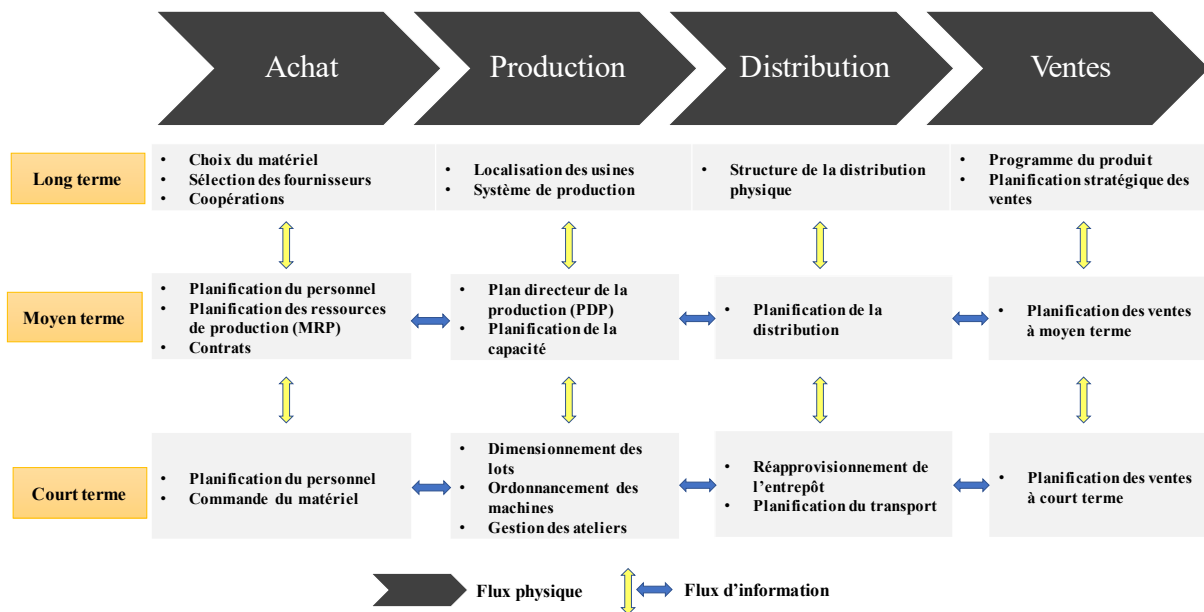 Achat
Production
Distribution
Ventes
Long terme
• Choix du matériel
• Sélection des fournisseurs
• Coopérations
• Localisation des usines
• Système de production
• Structure de la distribution
physique
• Programme du produit
• Planification stratégique des
ventes
Moyen terme
• Planification du personnel
• Planification des ressources
de production (MRP)
• Contrats
• Plan directeur de la
production (PDP)
• Planification de la
capacité
• Planification de la
distribution
• Planification des ventes
à moyen terme
Court terme
• Planification du personnel
• Commande du matériel
• Dimensionnement des
lots
• Ordonnancement des
machines
• Gestion des ateliers
• Réapprovisionnement de
l’entrepôt
• Planification du transport
• Planification des ventes
à court terme
Flux physique
Flux d’information